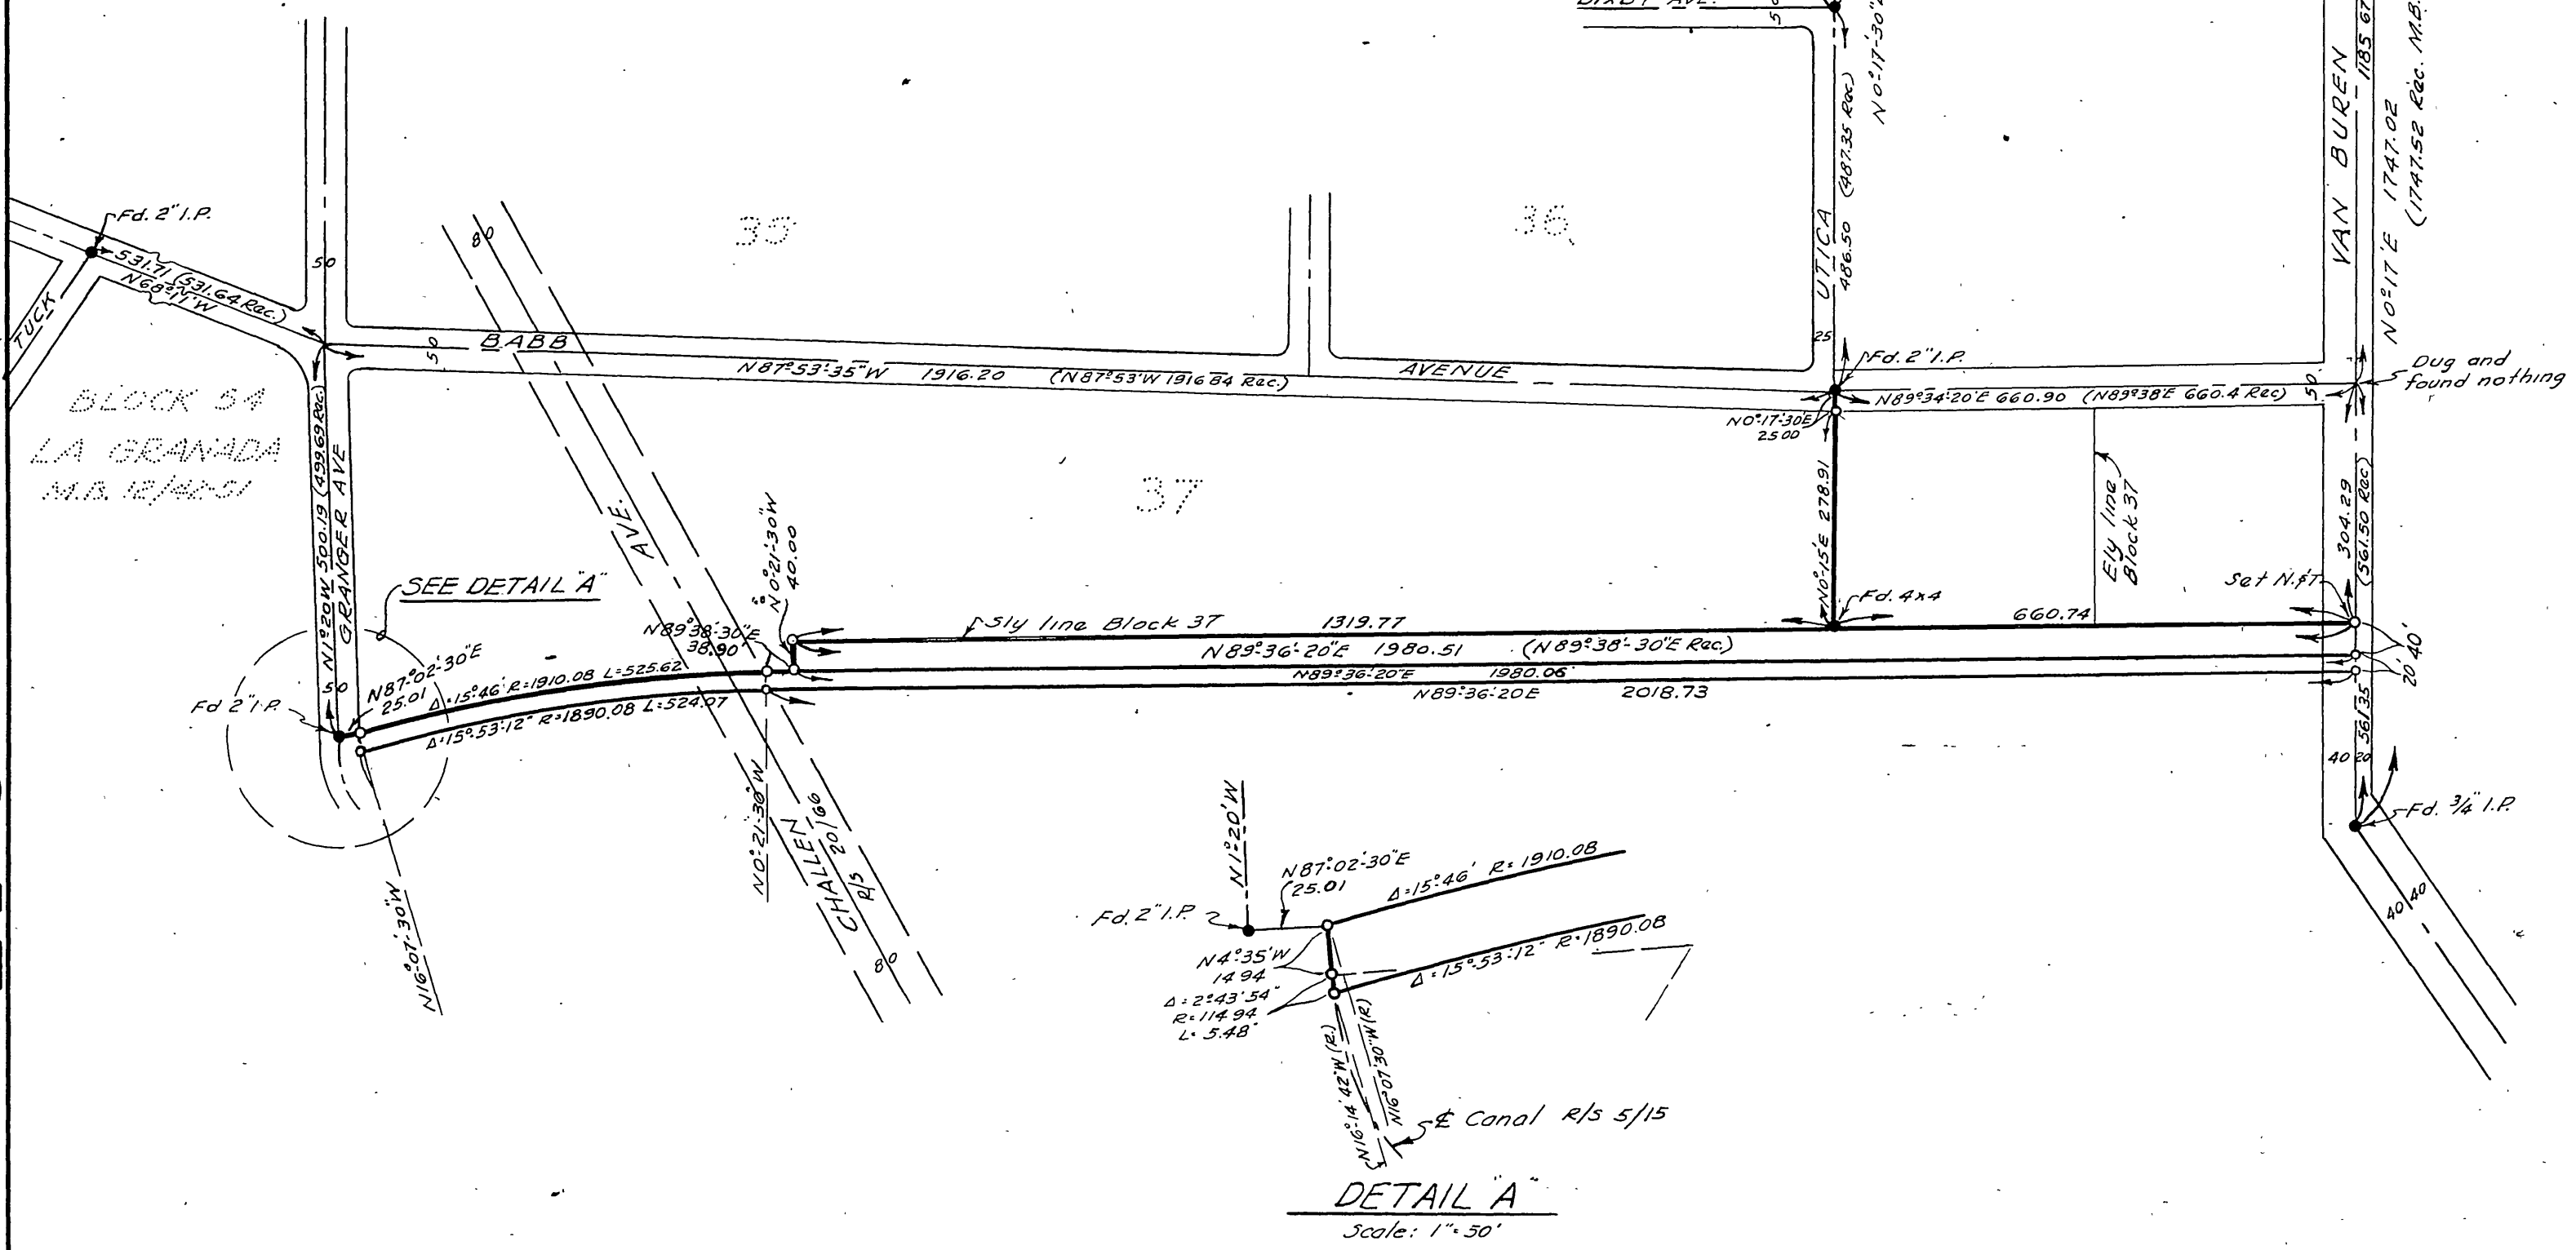 50
N0°-17'-30"E
1185.67
N0°-17'E 1747.02
(1747.52 Rec. M.B.
VAN BUREN
486.50 (487.35 Rec)
UTICA
25
80
35
36
Fd. 2" I.P.
531.71 (531.64 Rec.)
N68°-11'W
TUCK
50
50
BABB
AVENUE
N87°-53'-35"W 1916.20 (N87°-53'W 1916.84 Rec.)
Fd. 2" I.P.
N89°-34'-20"E 660.90 (N89°-38'E 660.4 Rec)
50
Dug and
found nothing
N0°-17'-30"E
25.00
BLOCK 54
LA GRANADA
M.B. 12/42-51
N1°-20'W 500.19 (499.69 Rec.)
GRANGER AVE
37
AVE.
N0°-21'-30"W
40.00
N0°-15'E 278.91
Ely line
Block 37
304.29
(561.50 Rec)
Set N.&T.
SEE DETAIL "A"
N89°-38'-30"E
38.90
Sly line Block 37
1319.77
Fd. 4x4
660.74
N89°-36'-20"E 1980.51 (N89°-38'-30"E Rec.)
N89°-36'-20"E 1980.06
N89°-36'-20"E 2018.73
40'
20'
50
N87°-02'-30"E
25.01
Δ=15°-46' R=1910.08 L=525.62
Δ=15°-53'-12" R=1890.08 L=524.07
Fd 2" I.P.
561.35
40 20
Fd. 3/4" I.P.
N0°-21'-30"W
CHALLEN
R/S 20/66
80
N16°-07'-30"W
40 40
N1°-20'W
N87°-02'-30"E
25.01
Δ=15°-46' R=1910.08
Fd. 2" I.P.
N4°-35'W
14.94
Δ=15°-53'-12" R=1890.08
Δ=2°43'54"
R=114.94
L=5.48'
(N16°-14'42"W (R.)
N16°07'30"W (R)
₵ Canal R/S 5/15
DETAIL "A"
Scale: 1"=50'